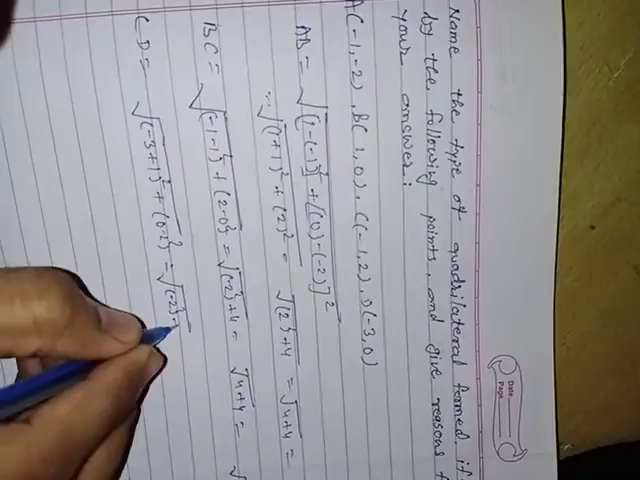 Date
Page
Name the type of quadrilateral formed, if
by the following points, and give reasons f
your answer:
A(-1,-2), B(1,0), C(-1,2), D(-3,0)
AB = √[1-(-1)]² + [(0)-(-2)]²
= √(1+1)² + (2)² = √(2)²+4 = √4+4 =
BC = √(-1-1)² + (2-0)² = √(-2)²+4 = √4+4 = √
CD = √(-3+1)² + (0-2)² = √(-2)²+